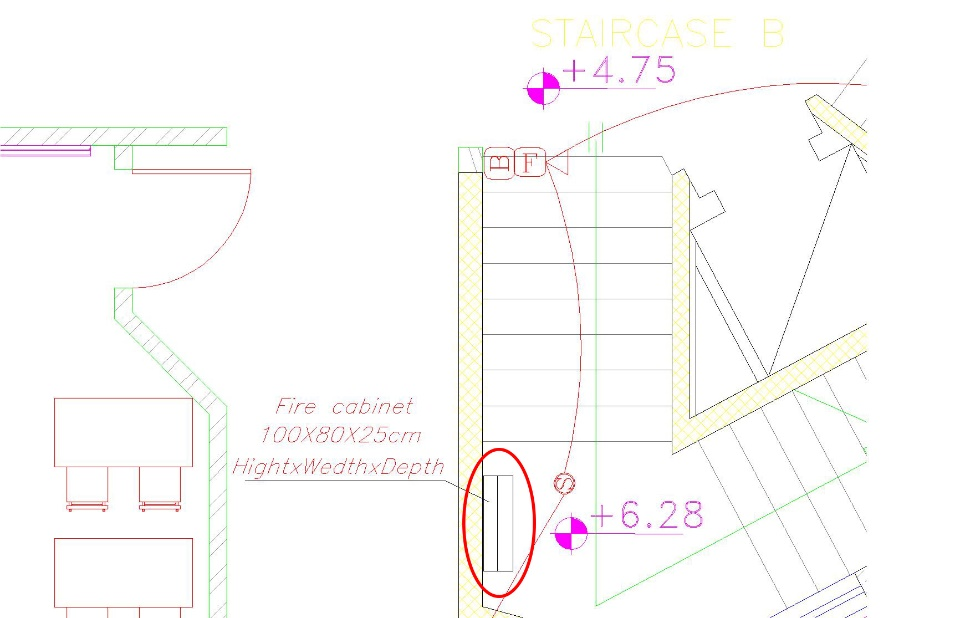 STAIRCASE B
+4.75
B F
Fire cabinet
100X80X25cm
HightxWedthxDepth
S
+6.28